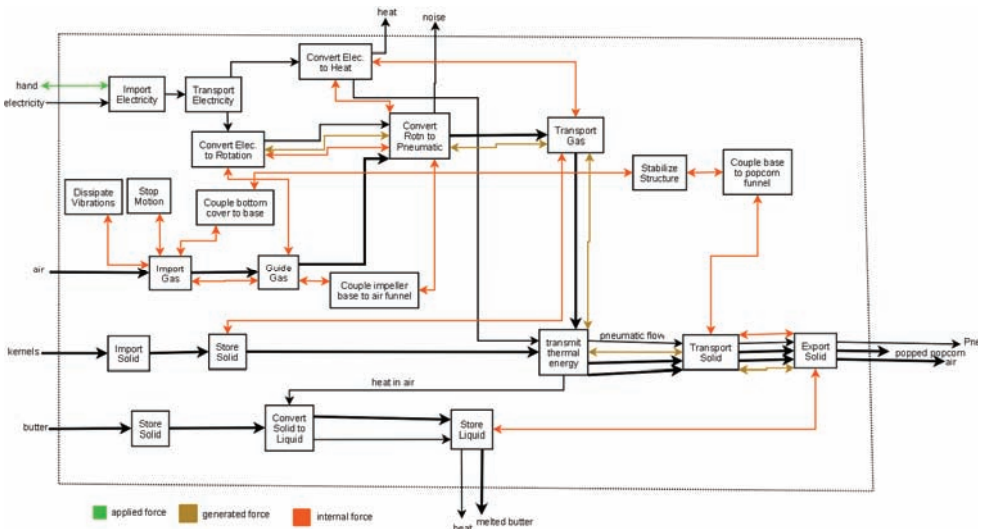 heat
noise
hand
electricity
Import
Electricity
Transport
Electricity
Convert Elec.
to Heat
Convert Elec.
to Rotation
Convert
Rotn to
Pneumatic
Transport
Gas
Stabilize
Structure
Couple base
to popcorn
funnel
Dissipate
Vibrations
Stop
Motion
Couple bottom
cover to base
air
Import
Gas
Guide
Gas
Couple impeller
base to air funnel
kernels
Import
Solid
Store
Solid
transmit
thermal
energy
pneumatic flow
Transport
Solid
Export
Solid
Pne
popped popcorn
air
heat in air
butter
Store
Solid
Convert
Solid to
Liquid
Store
Liquid
heat
melted butter
applied force
generated force
internal force